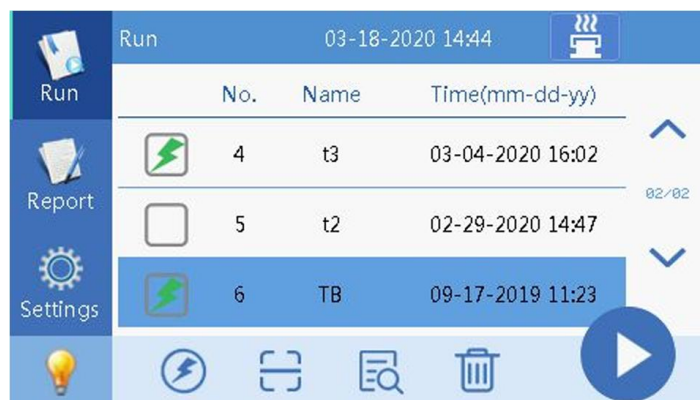 Run 03-18-2020 14:44
Run
No. Name Time(mm-dd-yy)
4 t3 03-04-2020 16:02
02/02
Report
5 t2 02-29-2020 14:47
6 TB 09-17-2019 11:23
Settings